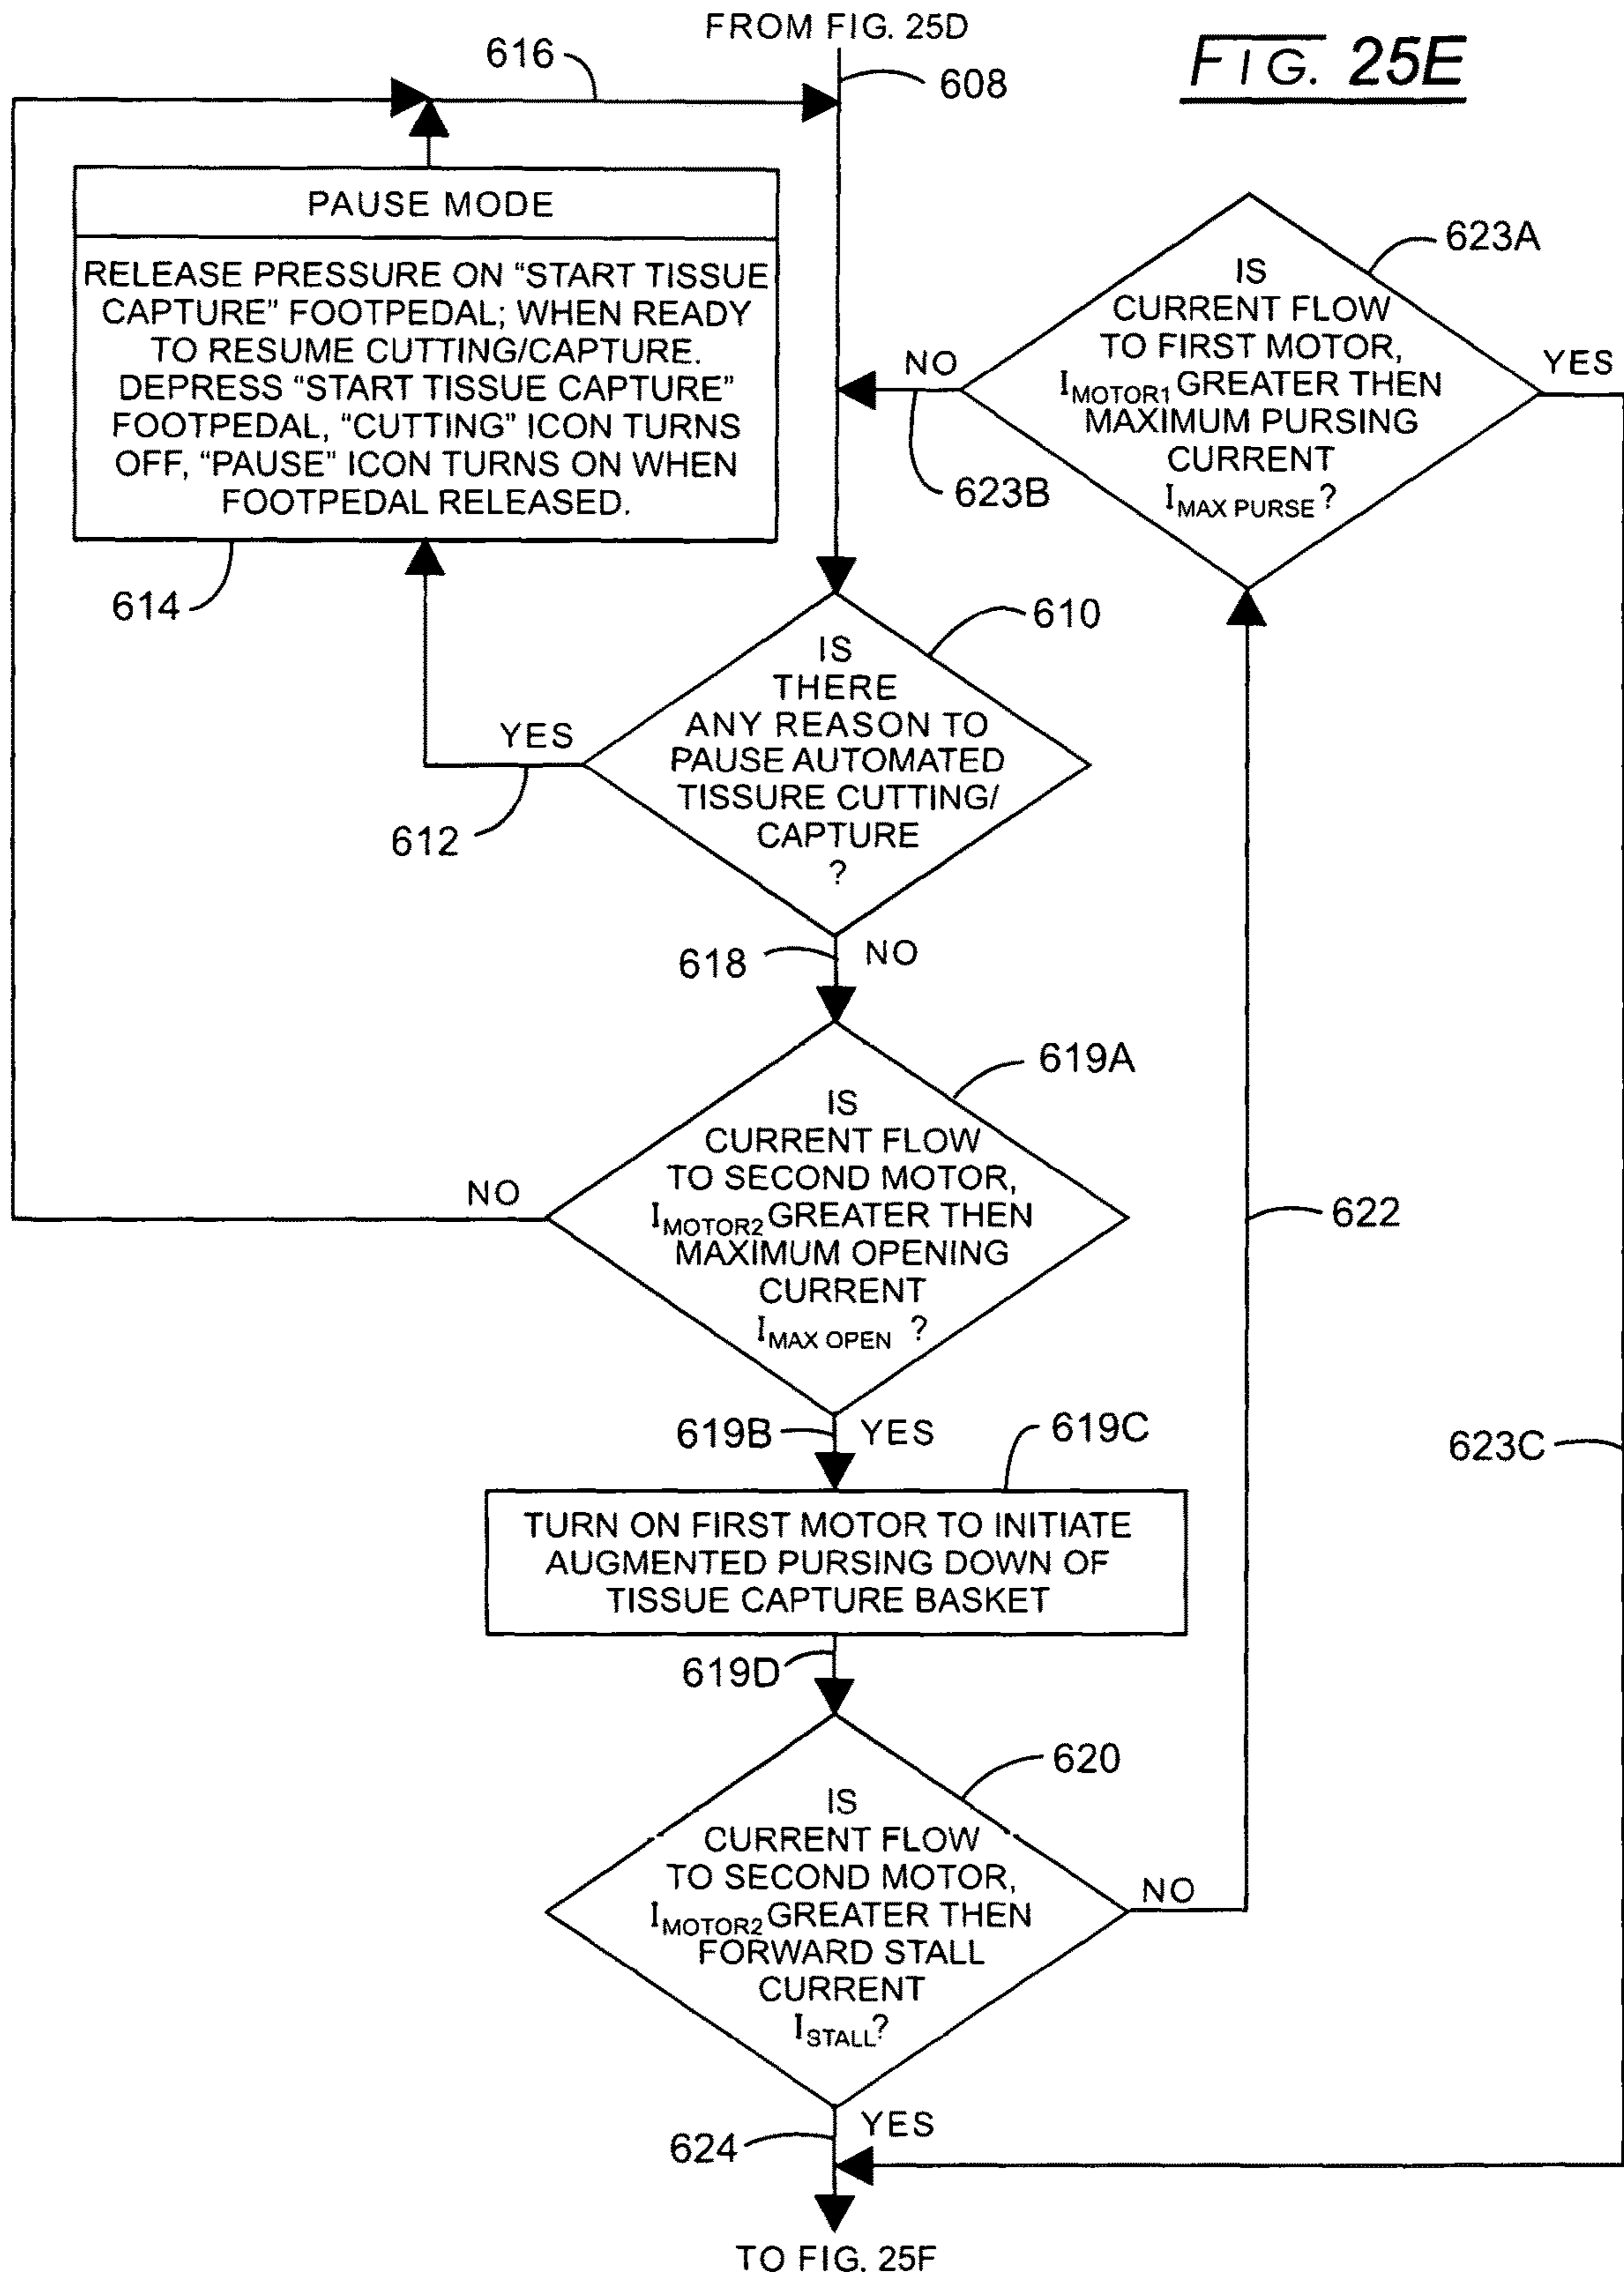 FROM FIG. 25D
FIG. 25E
616
608
PAUSE MODE
RELEASE PRESSURE ON “START TISSUE
CAPTURE” FOOTPEDAL; WHEN READY
TO RESUME CUTTING/CAPTURE.
DEPRESS “START TISSUE CAPTURE”
FOOTPEDAL, “CUTTING” ICON TURNS
OFF, “PAUSE” ICON TURNS ON WHEN
FOOTPEDAL RELEASED.
614
623A
IS
CURRENT FLOW
TO FIRST MOTOR,
IMOTOR1 GREATER THEN
MAXIMUM PURSING
CURRENT
IMAX PURSE ?
NO
YES
623B
610
IS
THERE
ANY REASON TO
PAUSE AUTOMATED
TISSURE CUTTING/
CAPTURE
?
YES
612
618
NO
619A
IS
CURRENT FLOW
TO SECOND MOTOR,
IMOTOR2 GREATER THEN
MAXIMUM OPENING
CURRENT
IMAX OPEN ?
NO
622
619B
YES
619C
623C
TURN ON FIRST MOTOR TO INITIATE
AUGMENTED PURSING DOWN OF
TISSUE CAPTURE BASKET
619D
620
IS
CURRENT FLOW
TO SECOND MOTOR,
IMOTOR2 GREATER THEN
FORWARD STALL
CURRENT
ISTALL?
NO
624
YES
TO FIG. 25F